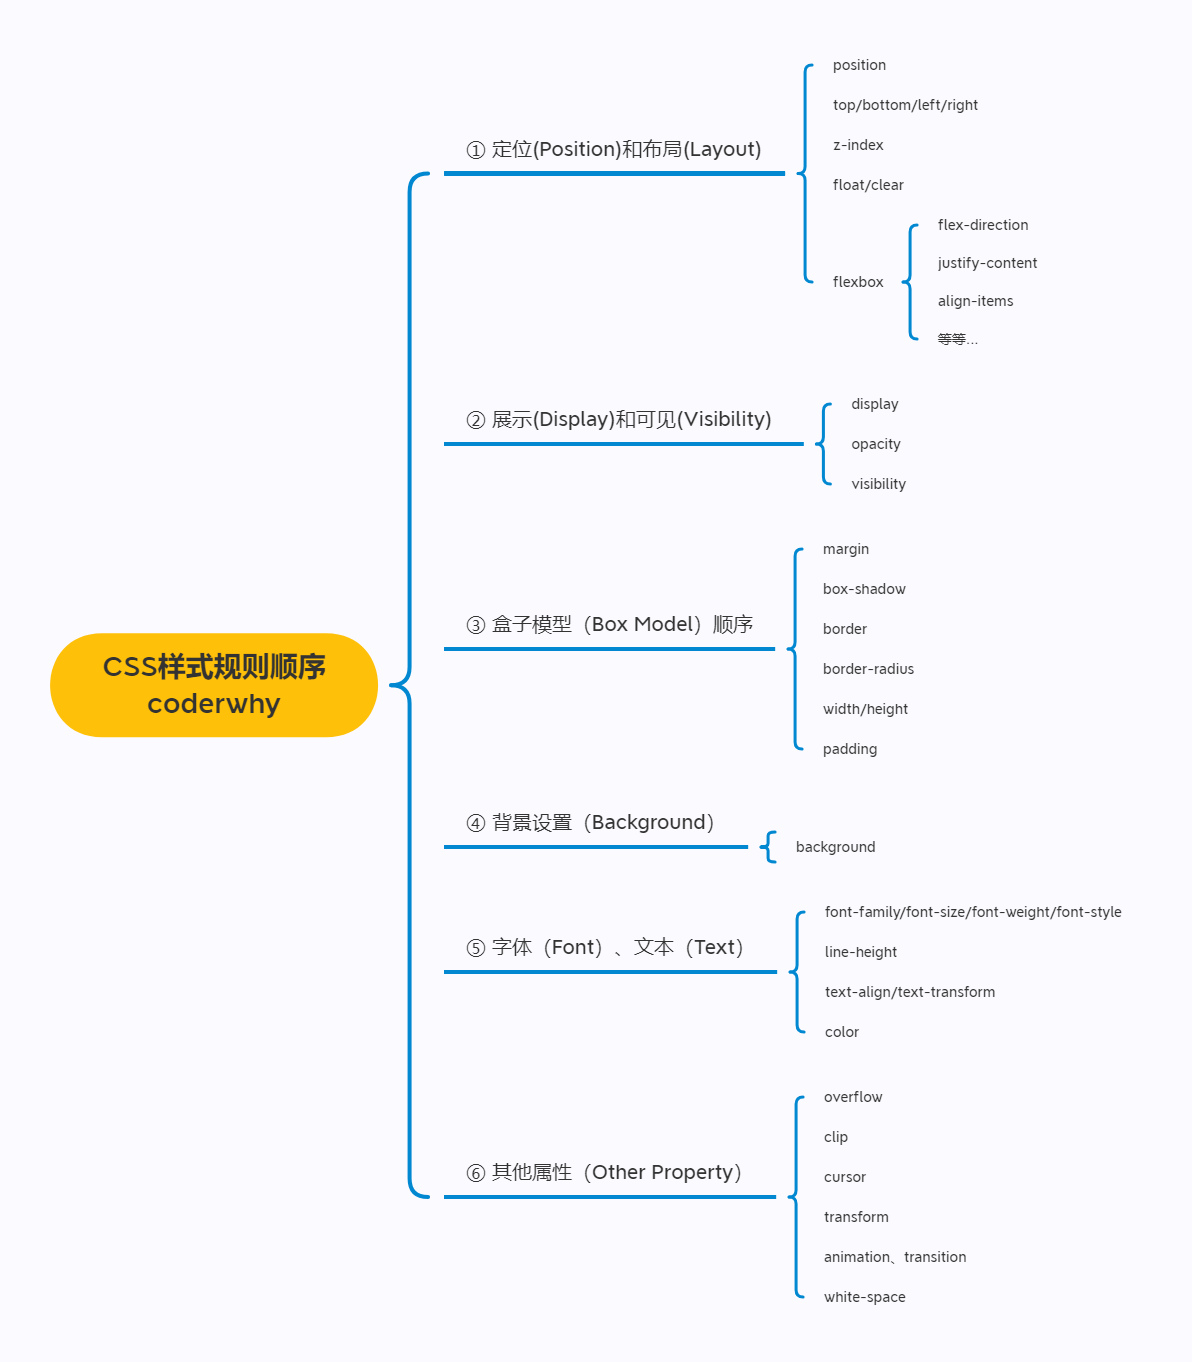 CSS样式规则顺序
coderwhy
① 定位(Position)和布局(Layout)
position
top/bottom/left/right
z-index
float/clear
flexbox
flex-direction
justify-content
align-items
等等...
② 展示(Display)和可见(Visibility)
display
opacity
visibility
③ 盒子模型（Box Model）顺序
margin
box-shadow
border
border-radius
width/height
padding
④ 背景设置（Background）
background
⑤ 字体（Font）、文本（Text）
font-family/font-size/font-weight/font-style
line-height
text-align/text-transform
color
⑥ 其他属性（Other Property）
overflow
clip
cursor
transform
animation、transition
white-space